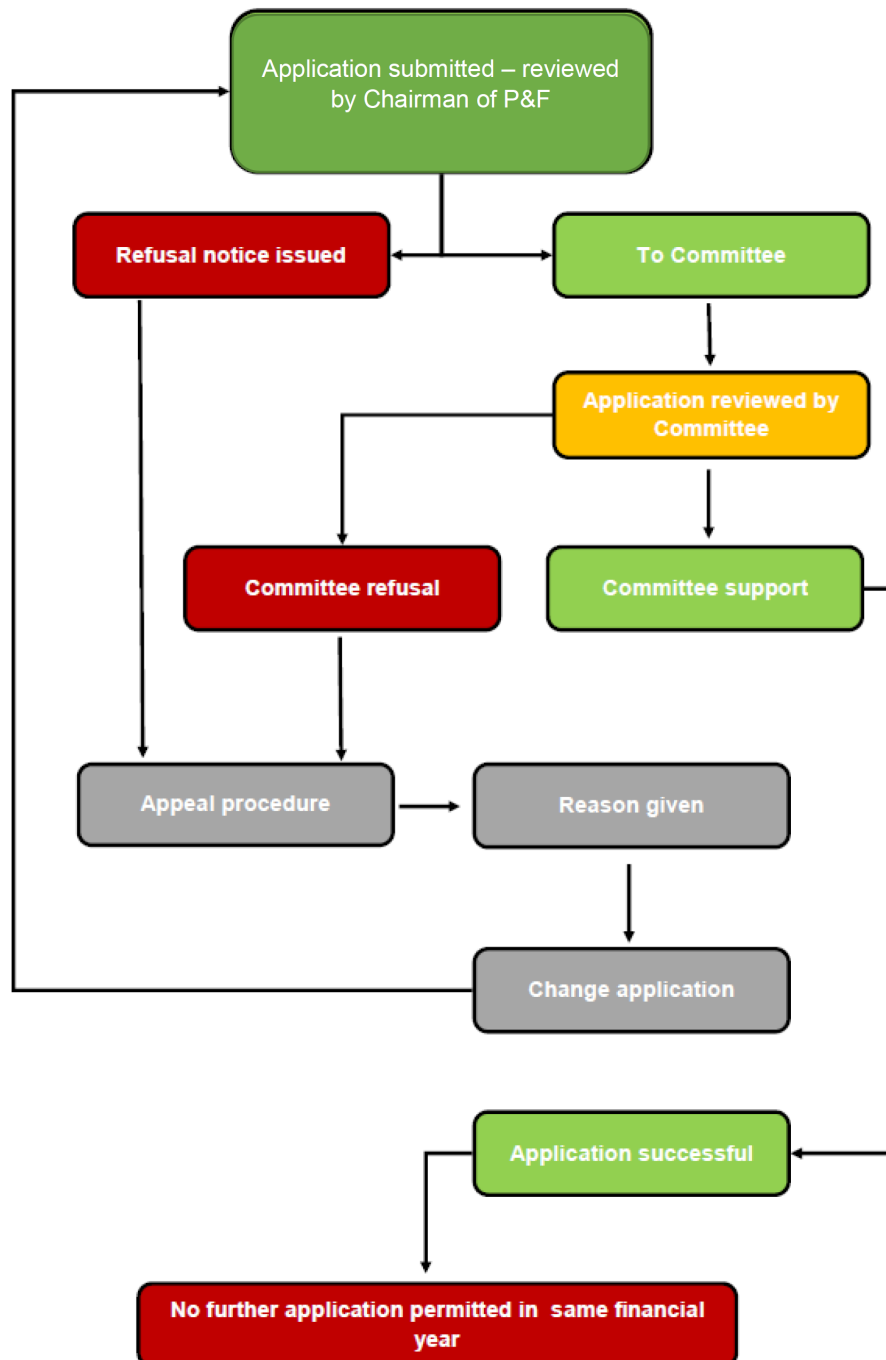 Application submitted – reviewed
by Chairman of P&F
Refusal notice issued
To Committee
Application reviewed by
Committee
Committee refusal
Committee support
Appeal procedure
Reason given
Change application
Application successful
No further application permitted in  same financial
year